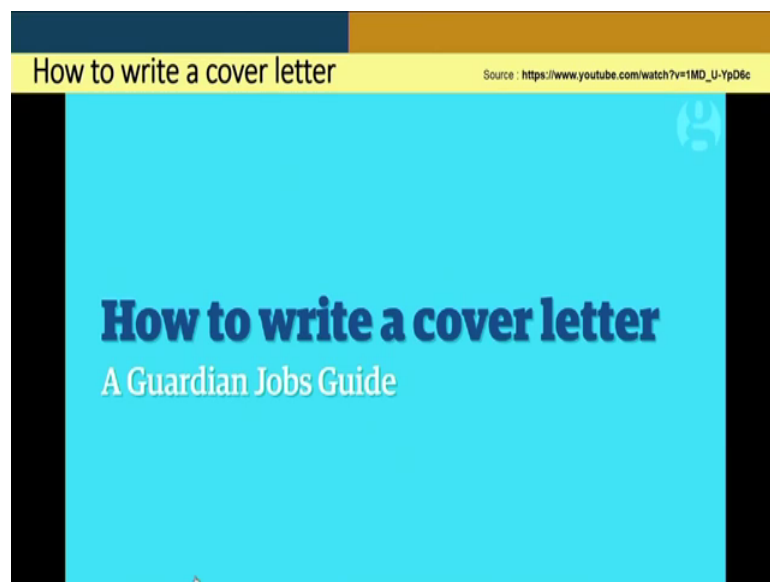 How to write a cover letter
Source : https://www.youtube.com/watch?v=1MD_U-YpD6c
g
How to write a cover letter
A Guardian Jobs Guide